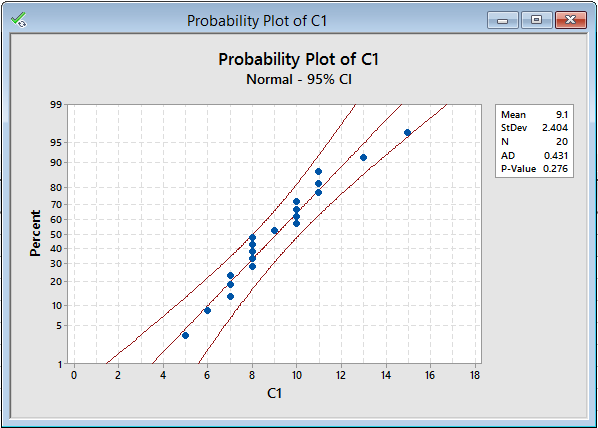 Probability Plot of C1
Probability Plot of C1
Normal - 95% CI
Mean 9.1
StDev 2.404
N 20
AD 0.431
P-Value 0.276
Percent
99
95
90
80
70
60
50
40
30
20
10
5
1
0 2 4 6 8 10 12 14 16 18
C1